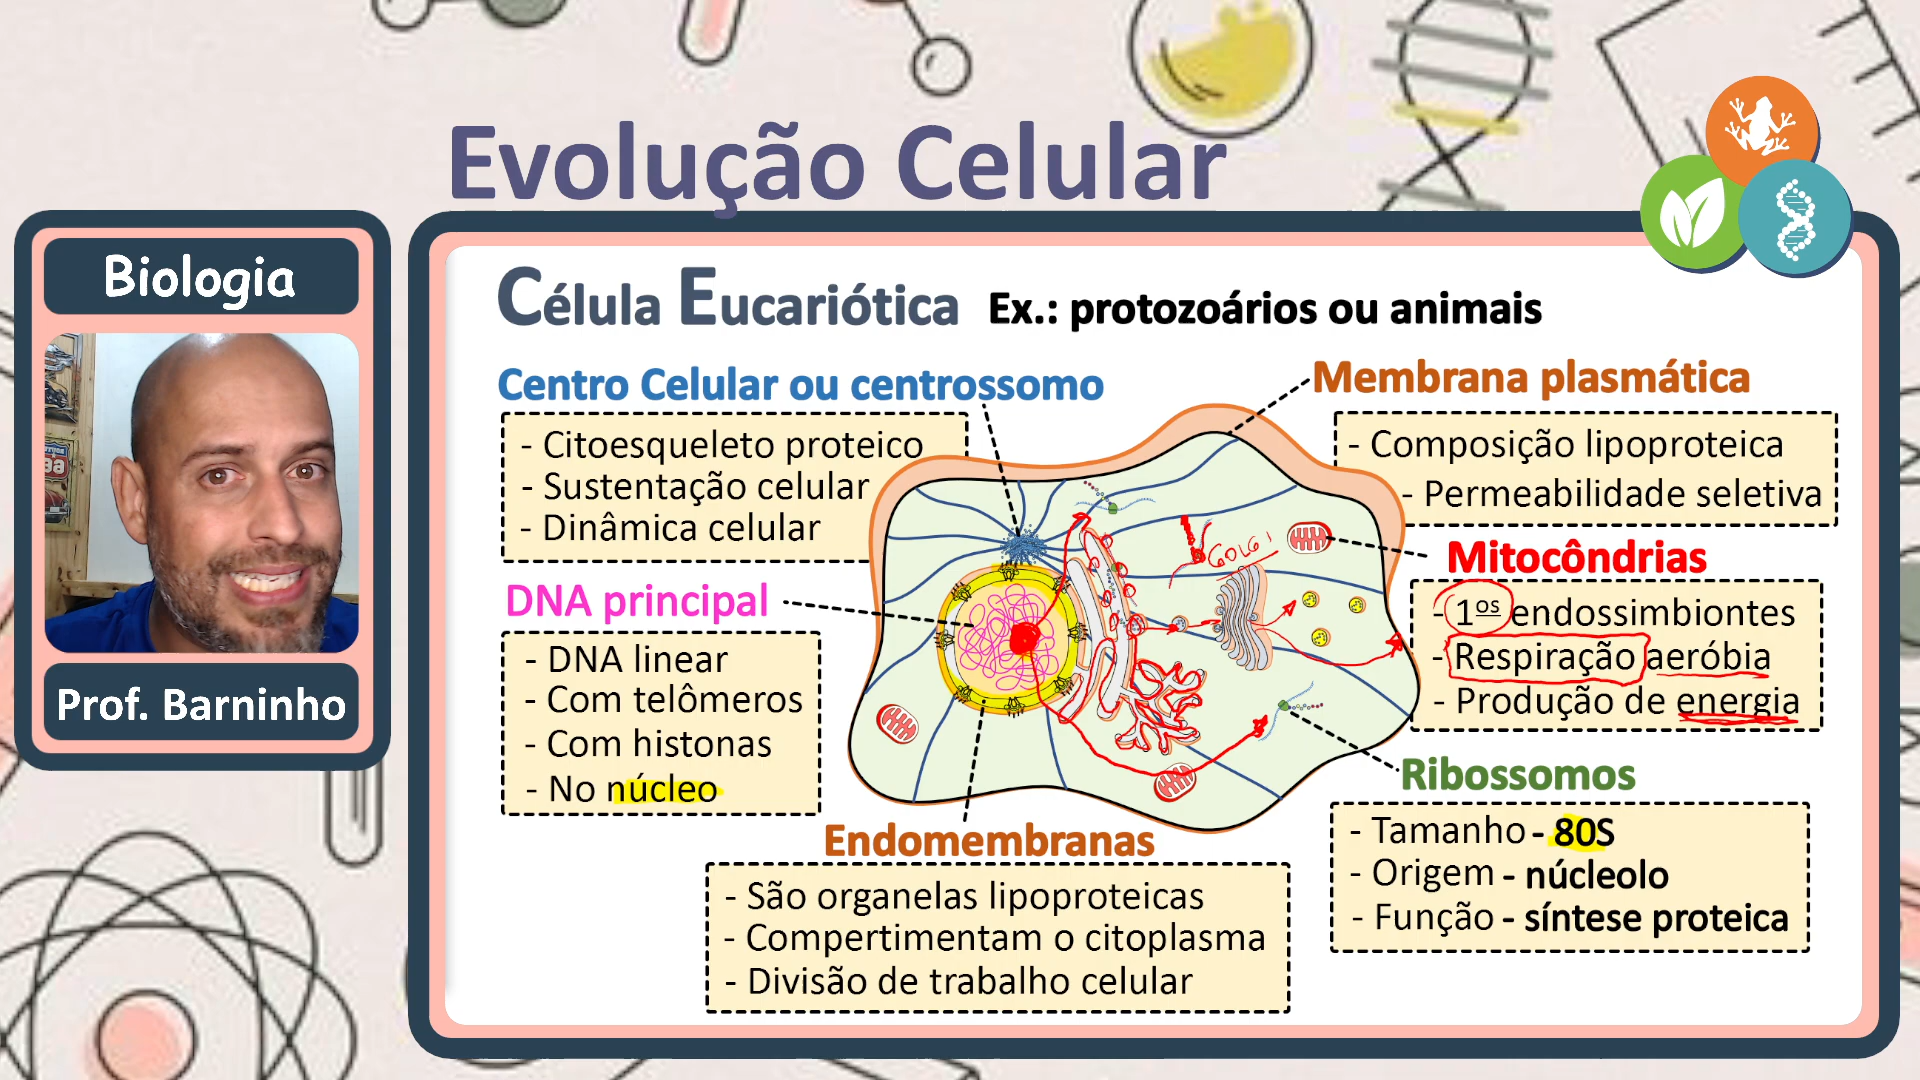 Evolução Celular
Biologia
Prof. Barninho
Célula Eucariótica Ex.: protozoários ou animais
Centro Celular ou centrossomo
- Citoesqueleto proteico
- Sustentação celular
- Dinâmica celular
DNA principal
- DNA linear
- Com telômeros
- Com histonas
- No núcleo
Endomembranas
- São organelas lipoproteicas
- Compertimentam o citoplasma
- Divisão de trabalho celular
GOLGI
Membrana plasmática
- Composição lipoproteica
- Permeabilidade seletiva
Mitocôndrias
- 1os endossimbiontes
- Respiração aeróbia
- Produção de energia
Ribossomos
- Tamanho - 80S
- Origem - núcleolo
- Função - síntese proteica